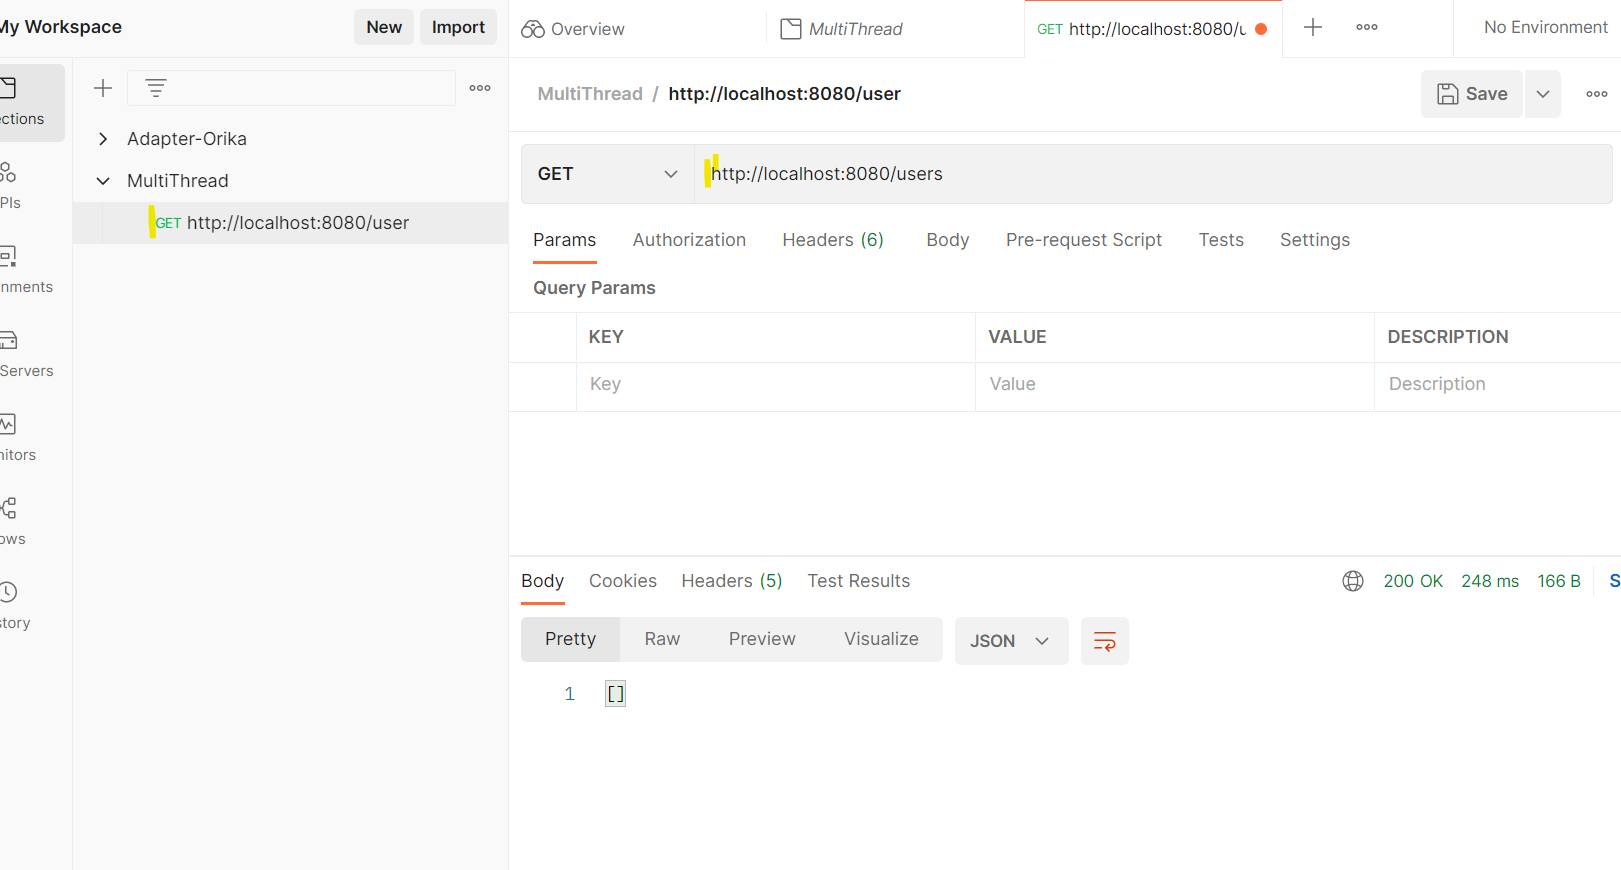 My Workspace
New
Import
Overview
MultiThread
GET http://localhost:8080/u
No Environment
MultiThread / http://localhost:8080/user
Save
ections
Adapter-Orika
MultiThread
GET http://localhost:8080/user
PIs
nments
Servers
nitors
ows
story
GET
http://localhost:8080/users
Params
Authorization
Headers (6)
Body
Pre-request Script
Tests
Settings
Query Params
KEY
VALUE
DESCRIPTION
Key
Value
Description
Body
Cookies
Headers (5)
Test Results
200 OK
248 ms
166 B
S
Pretty
Raw
Preview
Visualize
JSON
1 []